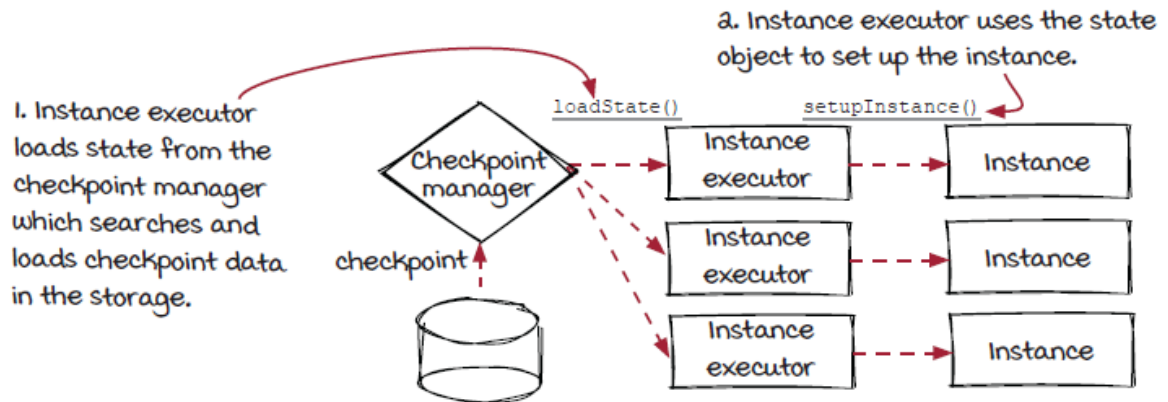 2. Instance executor uses the state
object to set up the instance.
1. Instance executor
loads state from the
checkpoint manager
which searches and
loads checkpoint data
in the storage.
loadState()
setupInstance()
Checkpoint
manager
checkpoint
Instance
executor
Instance
Instance
executor
Instance
Instance
executor
Instance